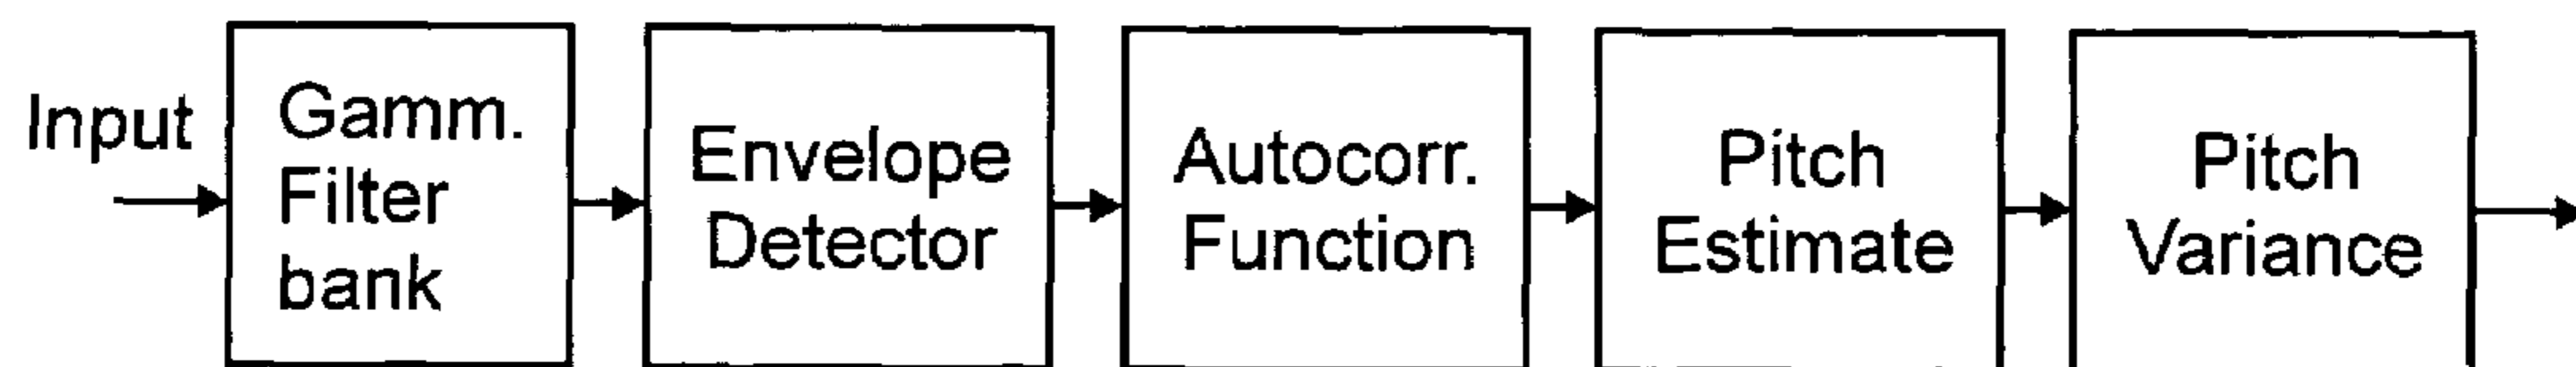 Input
Gamm.
Filter
bank
Envelope
Detector
Autocorr.
Function
Pitch
Estimate
Pitch
Variance